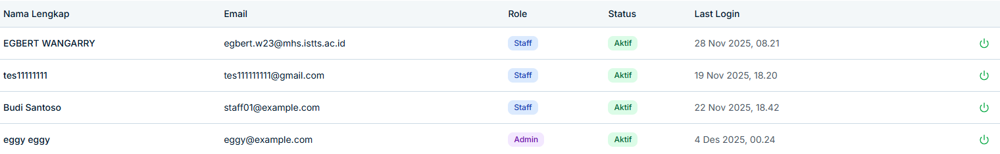 Nama Lengkap Email Role Status Last Login
EGBERT WANGARRY egbert.w23@mhs.istts.ac.id Staff Aktif 28 Nov 2025, 08.21
tes11111111 tes111111111@gmail.com Staff Aktif 19 Nov 2025, 18.20
Budi Santoso staff01@example.com Staff Aktif 22 Nov 2025, 18.42
eggy eggy eggy@example.com Admin Aktif 4 Des 2025, 00.24